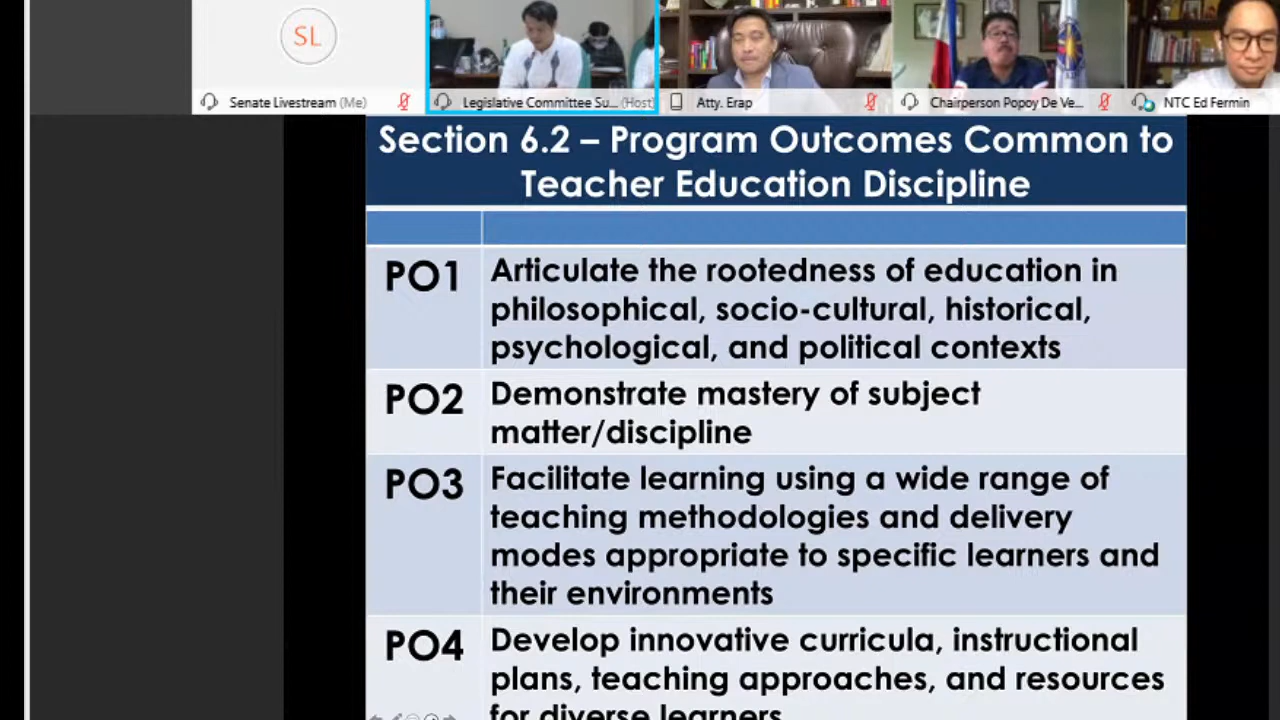 SL
Senate Livestream (Me)
Legislative Committee Su... (Host)
Atty. Erap
Chairperson Popoy De Ve...
NTC Ed Fermin
Section 6.2 – Program Outcomes Common to
Teacher Education Discipline
PO1
Articulate the rootedness of education in
philosophical, socio-cultural, historical,
psychological, and political contexts
PO2
Demonstrate mastery of subject
matter/discipline
PO3
Facilitate learning using a wide range of
teaching methodologies and delivery
modes appropriate to specific learners and
their environments
PO4
Develop innovative curricula, instructional
plans, teaching approaches, and resources
for diverse learners